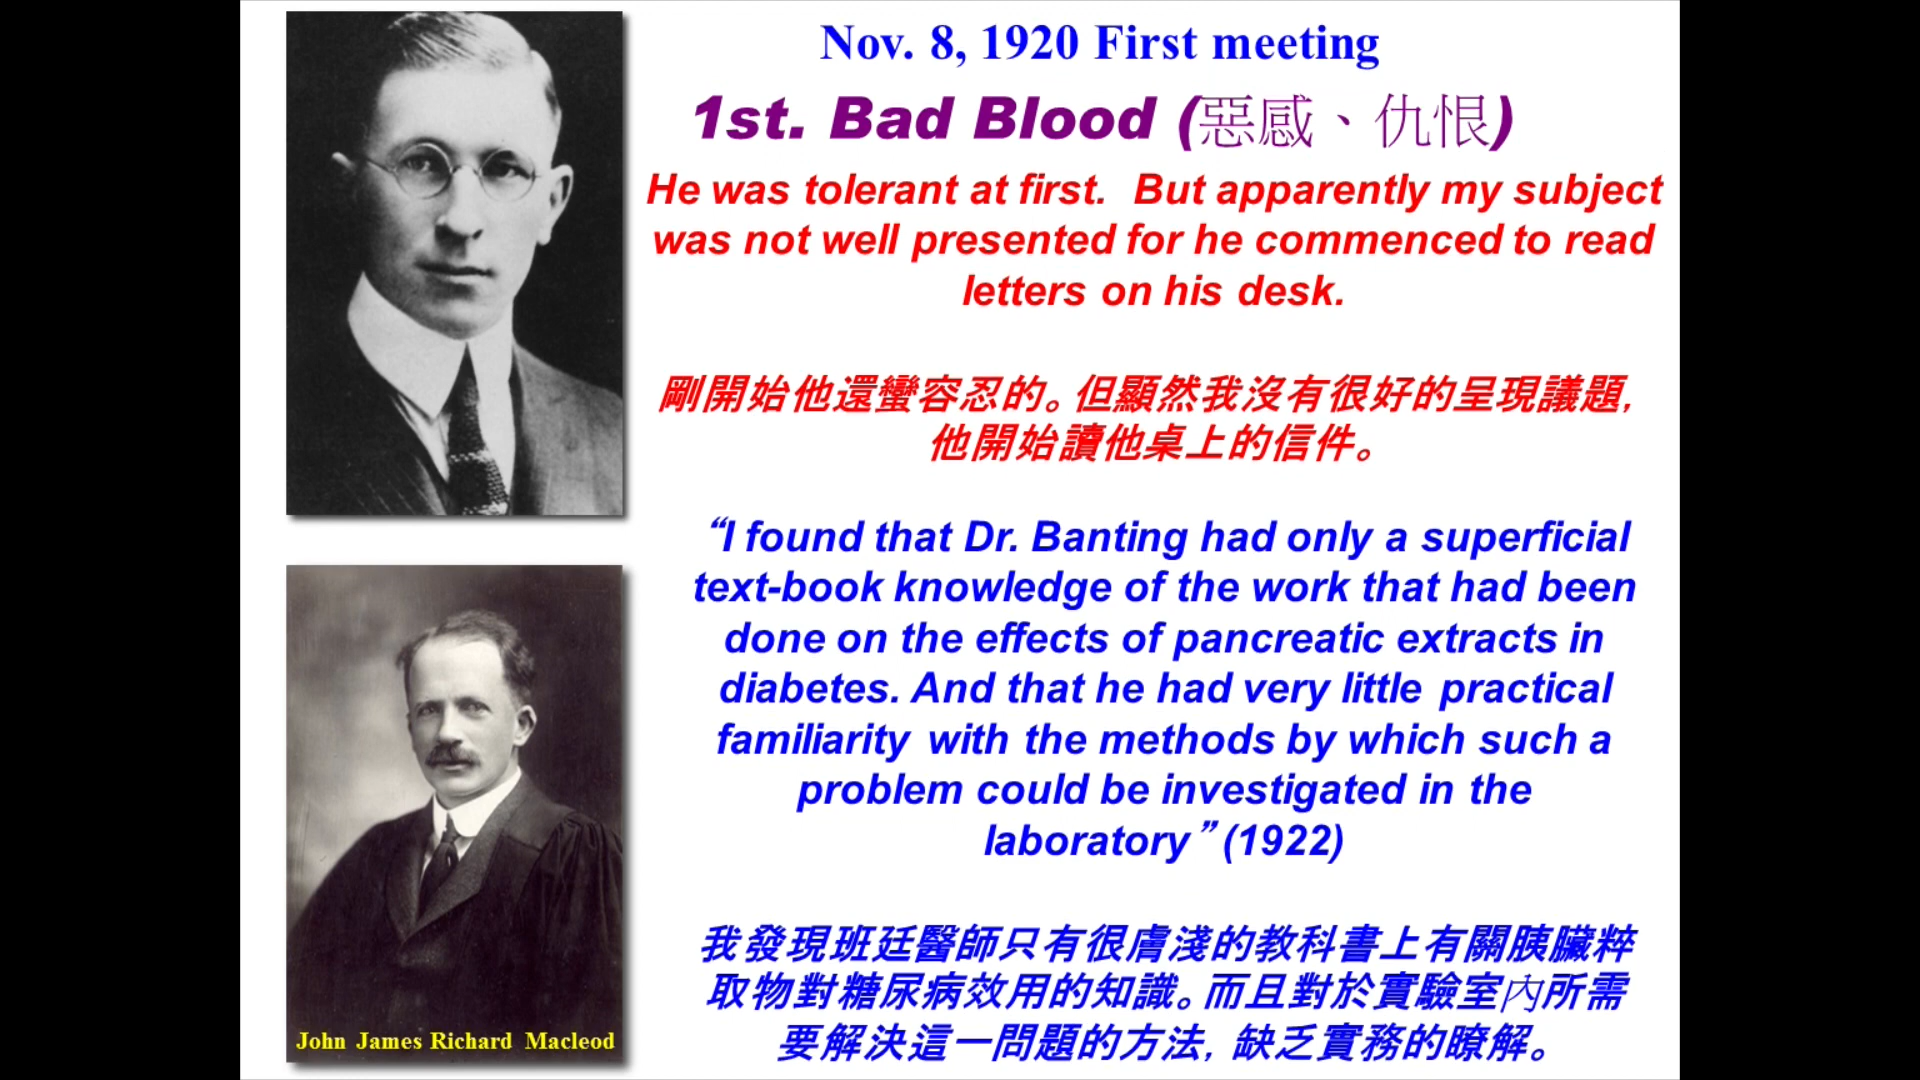 Nov. 8, 1920 First meeting
1st. Bad Blood (惡感、仇恨)
He was tolerant at first. But apparently my subject
was not well presented for he commenced to read
letters on his desk.
剛開始他還蠻容忍的。但顯然我沒有很好的呈現議題,
他開始讀他桌上的信件。
“I found that Dr. Banting had only a superficial
text-book knowledge of the work that had been
done on the effects of pancreatic extracts in
diabetes. And that he had very little practical
familiarity with the methods by which such a
problem could be investigated in the
laboratory” (1922)
我發現班廷醫師只有很膚淺的教科書上有關胰臟粹
取物對糖尿病效用的知識。而且對於實驗室內所需
要解決這一問題的方法, 缺乏實務的瞭解。
John James Richard Macleod